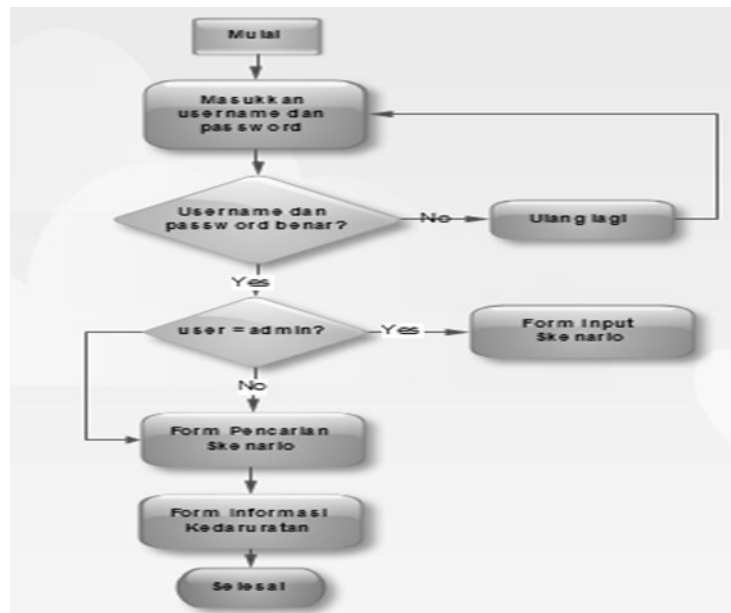 Mulai
Masukkan
username dan
password
Username dan
password benar?
No
Ulang lagi
Yes
user = admin?
Yes
Form Input
Skenario
No
Form Pencarian
Skenario
Form Informasi
Kedaruratan
Selesai